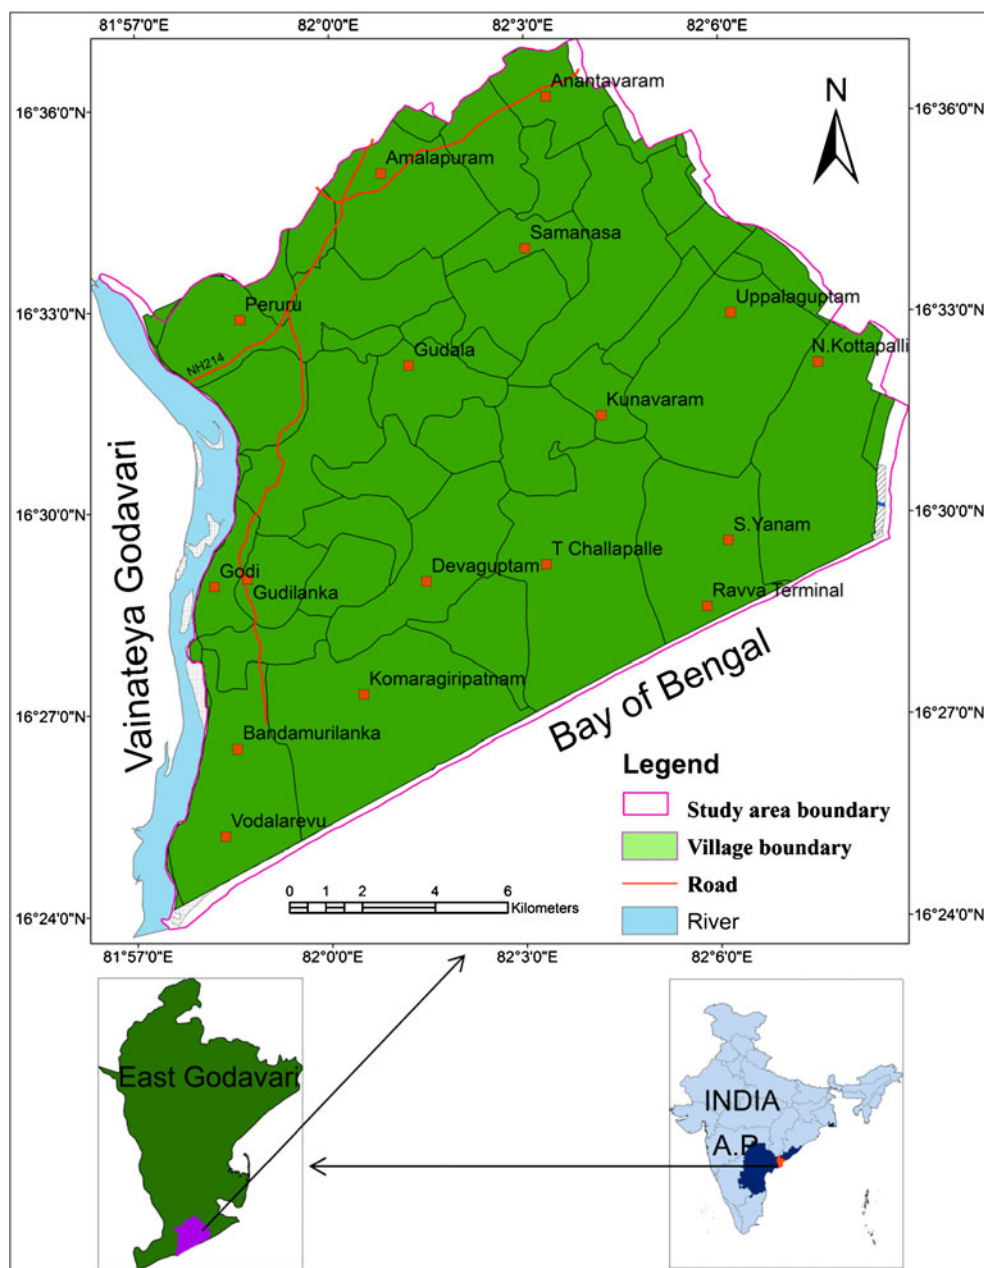 81°57'0"E
82°0'0"E
82°3'0"E
82°6'0"E
Anantavaram
N
16°36'0"N
16°36'0"N
Amalapuram
Samanasa
Uppalaguptam
Peruru
16°33'0"N
16°33'0"N
N.Kottapalli
Gudala
NH214
Kunavaram
Vainateya Godavari
16°30'0"N
16°30'0"N
S.Yanam
T Challapalle
Devaguptam
Godi
Gudilanka
Ravva Terminal
Komaragiripatnam
Bay of Bengal
16°27'0"N
16°27'0"N
Bandamurilanka
Legend
Study area boundary
Village boundary
Road
River
Vodalarevu
0 1 2 4 6
Kilometers
16°24'0"N
16°24'0"N
81°57'0"E
82°0'0"E
82°3'0"E
82°6'0"E
East Godavari
INDIA
A.P.